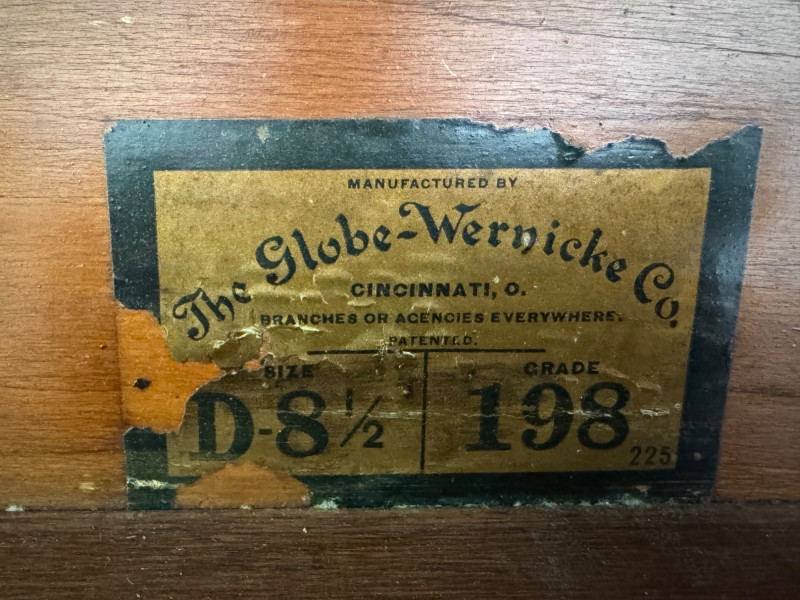 MANUFACTURED BY
The Globe-Wernicke Co.
CINCINNATI, O.
BRANCHES OR AGENCIES EVERYWHERE.
PATENTED.
SIZE GRADE
D-8 1/2 198
225